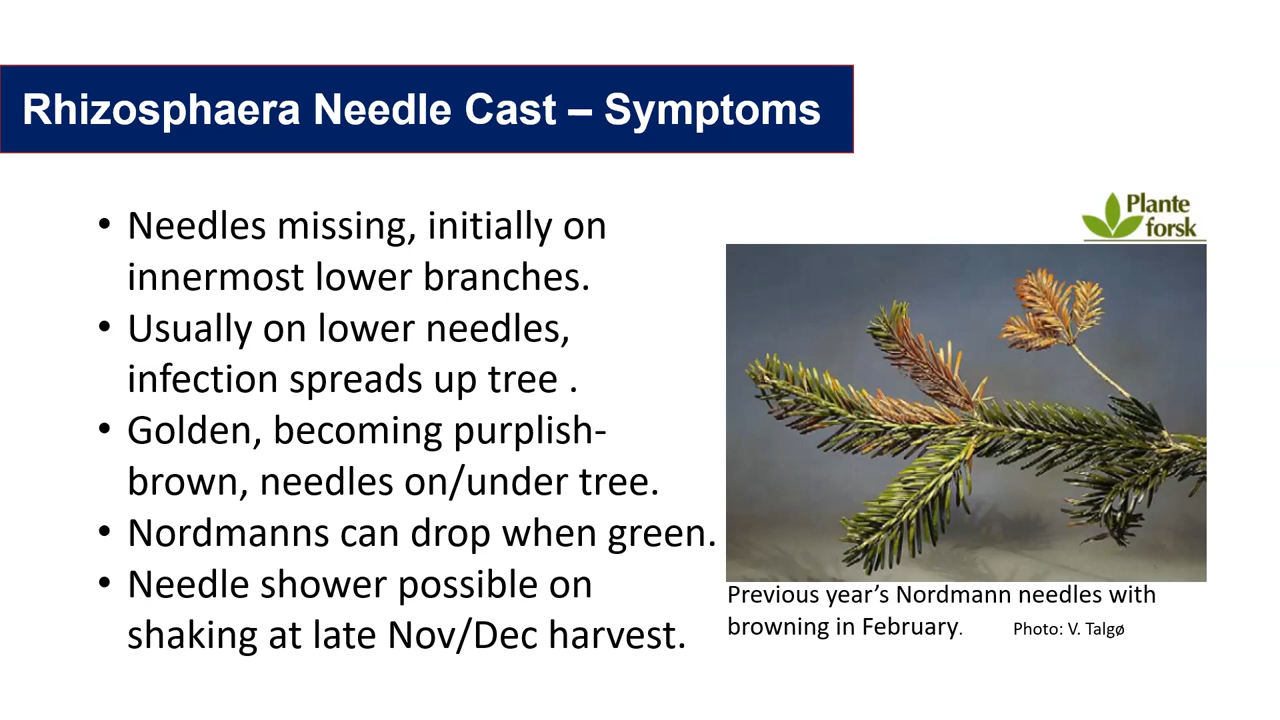 Rhizosphaera Needle Cast – Symptoms
• Needles missing, initially on
innermost lower branches.
• Usually on lower needles,
infection spreads up tree .
• Golden, becoming purplish-
brown, needles on/under tree.
• Nordmanns can drop when green.
• Needle shower possible on
shaking at late Nov/Dec harvest.
Plante
forsk
Previous year’s Nordmann needles with
browning in February. Photo: V. Talgø